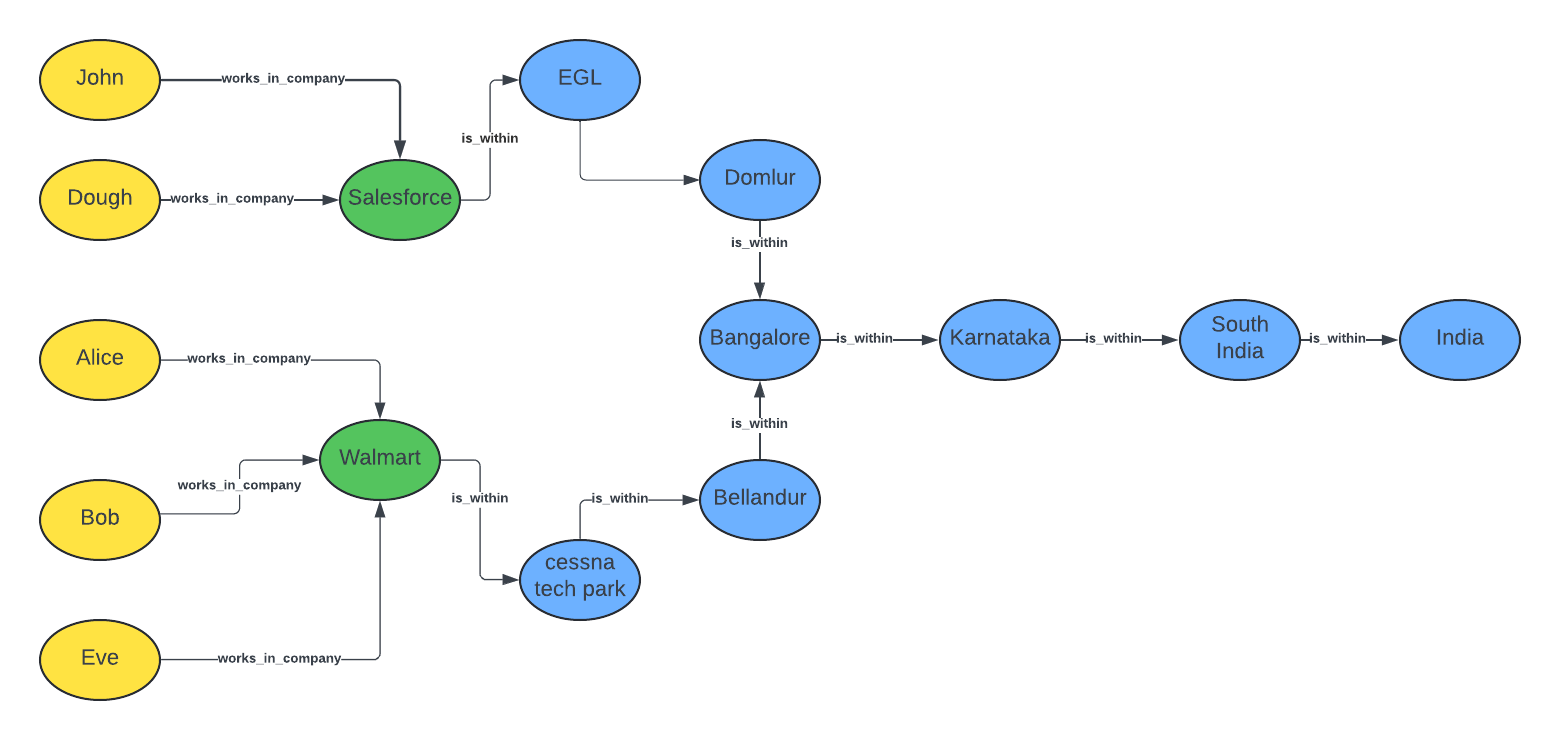 John
works_in_company
EGL
is_within
Dough
works_in_company
Salesforce
Domlur
is_within
Alice
works_in_company
Bangalore
is_within
Karnataka
is_within
South
India
is_within
India
is_within
Walmart
Bob
works_in_company
is_within
is_within
Bellandur
cessna
tech park
Eve
works_in_company